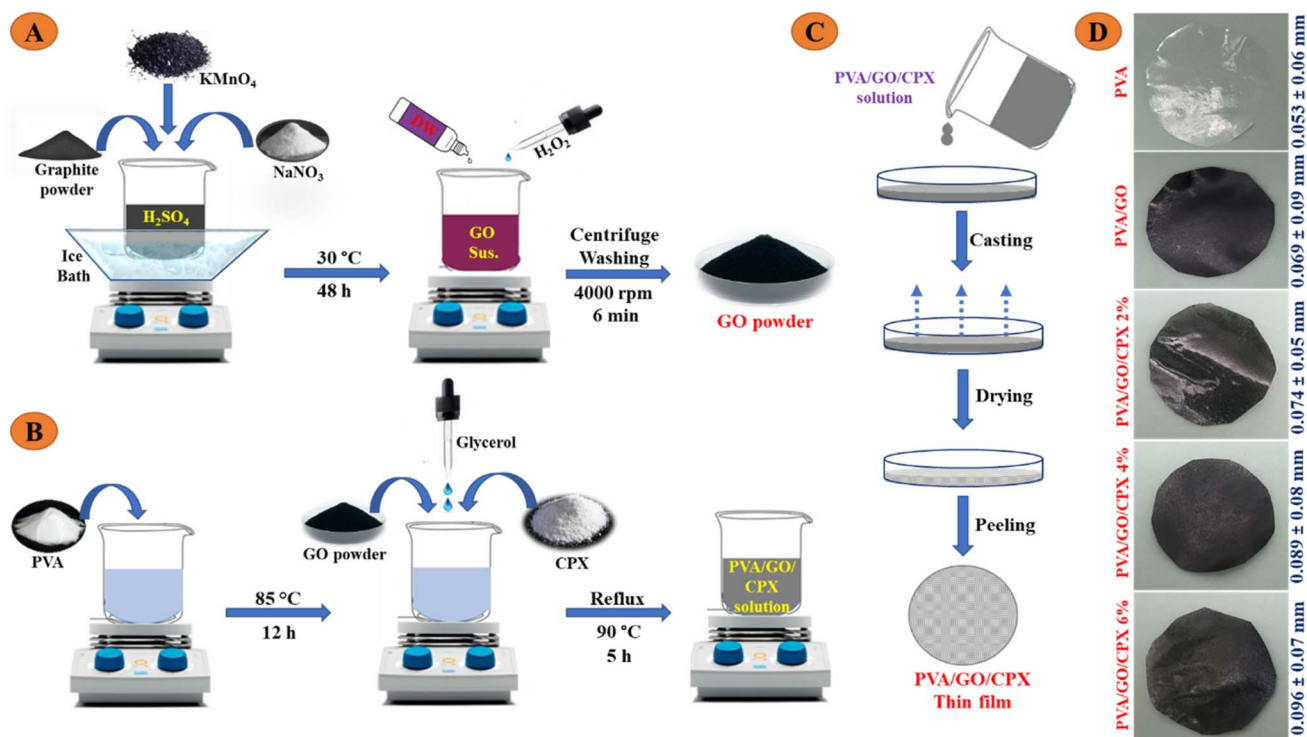 A
KMnO₄
Graphite
powder
NaNO₃
H₂SO₄
Ice
Bath
30 °C
48 h
DW
H₂O₂
GO
Sus.
Centrifuge
Washing
4000 rpm
6 min
GO powder
B
PVA
85 °C
12 h
Glycerol
GO powder
CPX
Reflux
90 °C
5 h
PVA/GO/
CPX
solution
C
PVA/GO/CPX
solution
Casting
Drying
Peeling
PVA/GO/CPX
Thin film
D
PVA
0.053 ± 0.06 mm
PVA/GO
0.069 ± 0.09 mm
PVA/GO/CPX 2%
0.074 ± 0.05 mm
PVA/GO/CPX 4%
0.089 ± 0.08 mm
PVA/GO/CPX 6%
0.096 ± 0.07 mm